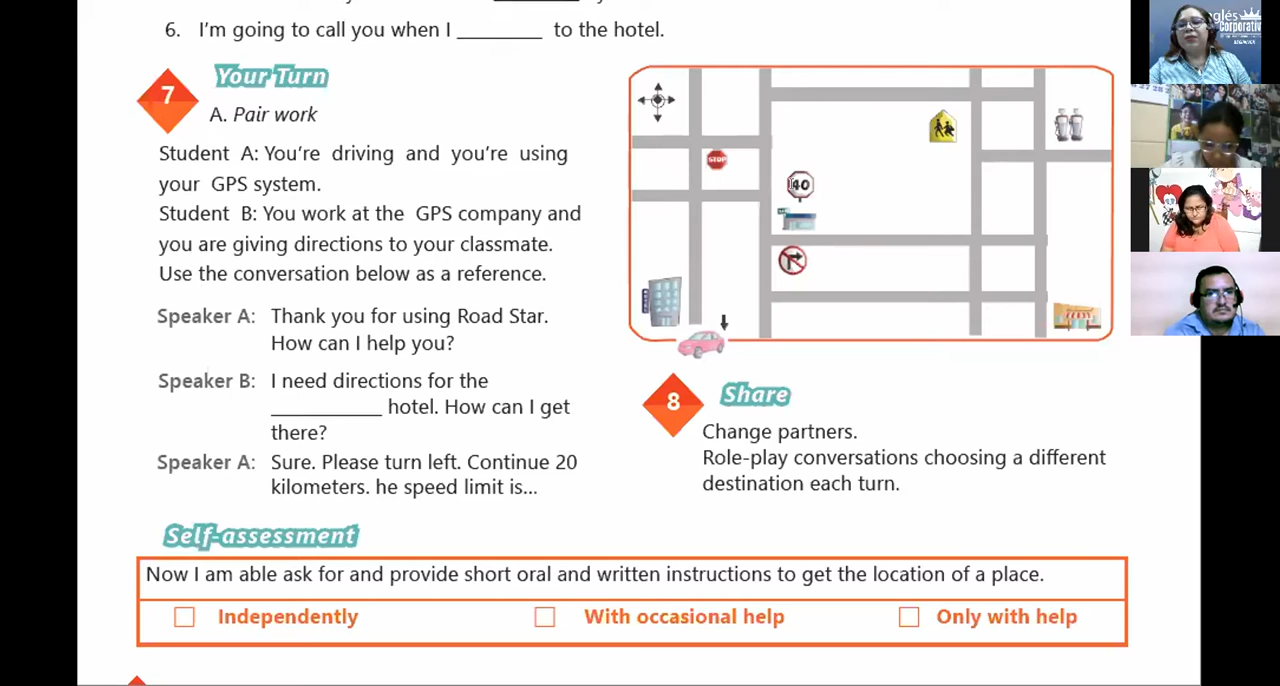 6. I'm going to call you when I ________ to the hotel.
7
Your Turn
A. Pair work
Student A: You're driving and you're using
your GPS system.
Student B: You work at the GPS company and
you are giving directions to your classmate.
Use the conversation below as a reference.
Speaker A: Thank you for using Road Star.
How can I help you?
Speaker B: I need directions for the
___________ hotel. How can I get
there?
Speaker A: Sure. Please turn left. Continue 20
kilometers. he speed limit is...
STOP
40
8
Share
Change partners.
Role-play conversations choosing a different
destination each turn.
Self-assessment
Now I am able ask for and provide short oral and written instructions to get the location of a place.
Independently
With occasional help
Only with help
glés
Corporativo